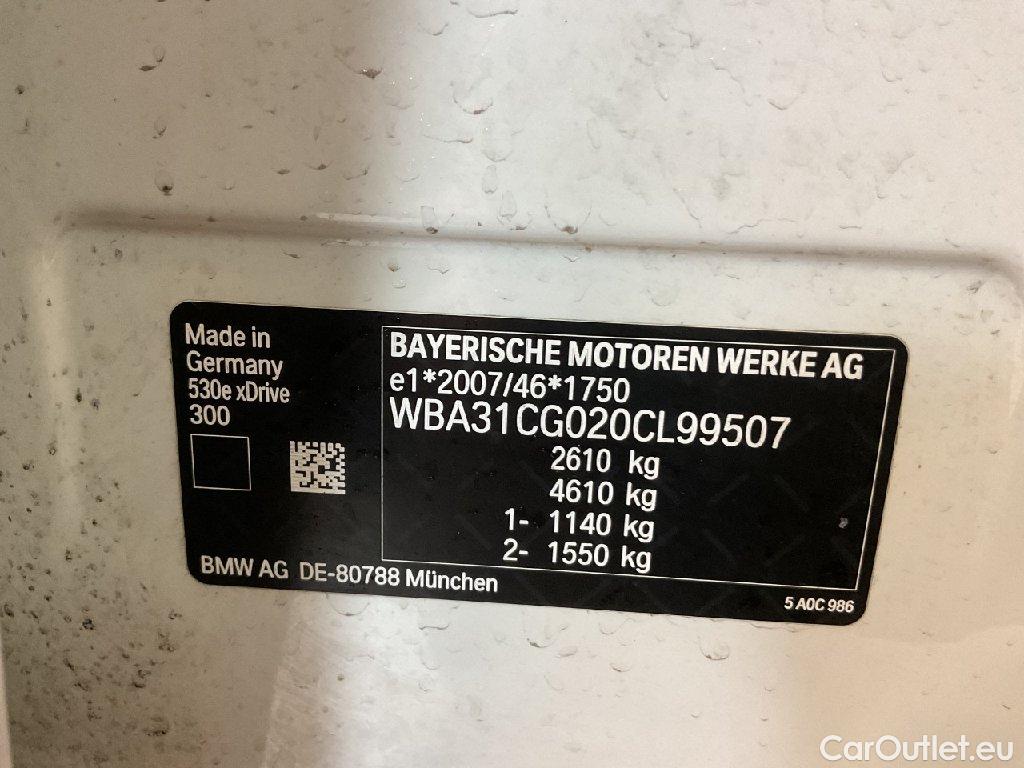 Made in
Germany
530e xDrive
300
BAYERISCHE MOTOREN WERKE AG
e1*2007/46*1750
WBA31CG020CL99507
2610 kg
4610 kg
1- 1140 kg
2- 1550 kg
BMW AG DE-80788 München
5 A0C 986
CarOutlet.eu